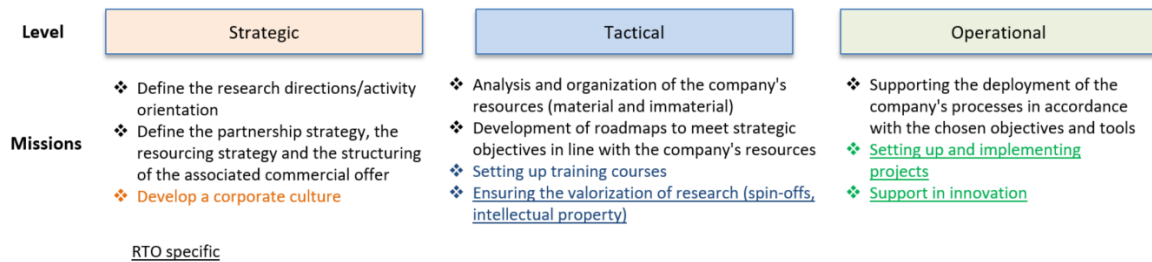 Level
Strategic
Tactical
Operational
Missions
❖ Define the research directions/activity
orientation
❖ Define the partnership strategy, the
resourcing strategy and the structuring
of the associated commercial offer
❖ Develop a corporate culture
❖ Analysis and organization of the company's
resources (material and immaterial)
❖ Development of roadmaps to meet strategic
objectives in line with the company's resources
❖ Setting up training courses
❖ Ensuring the valorization of research (spin-offs,
intellectual property)
❖ Supporting the deployment of the
company's processes in accordance
with the chosen objectives and tools
❖ Setting up and implementing
projects
❖ Support in innovation
RTO specific